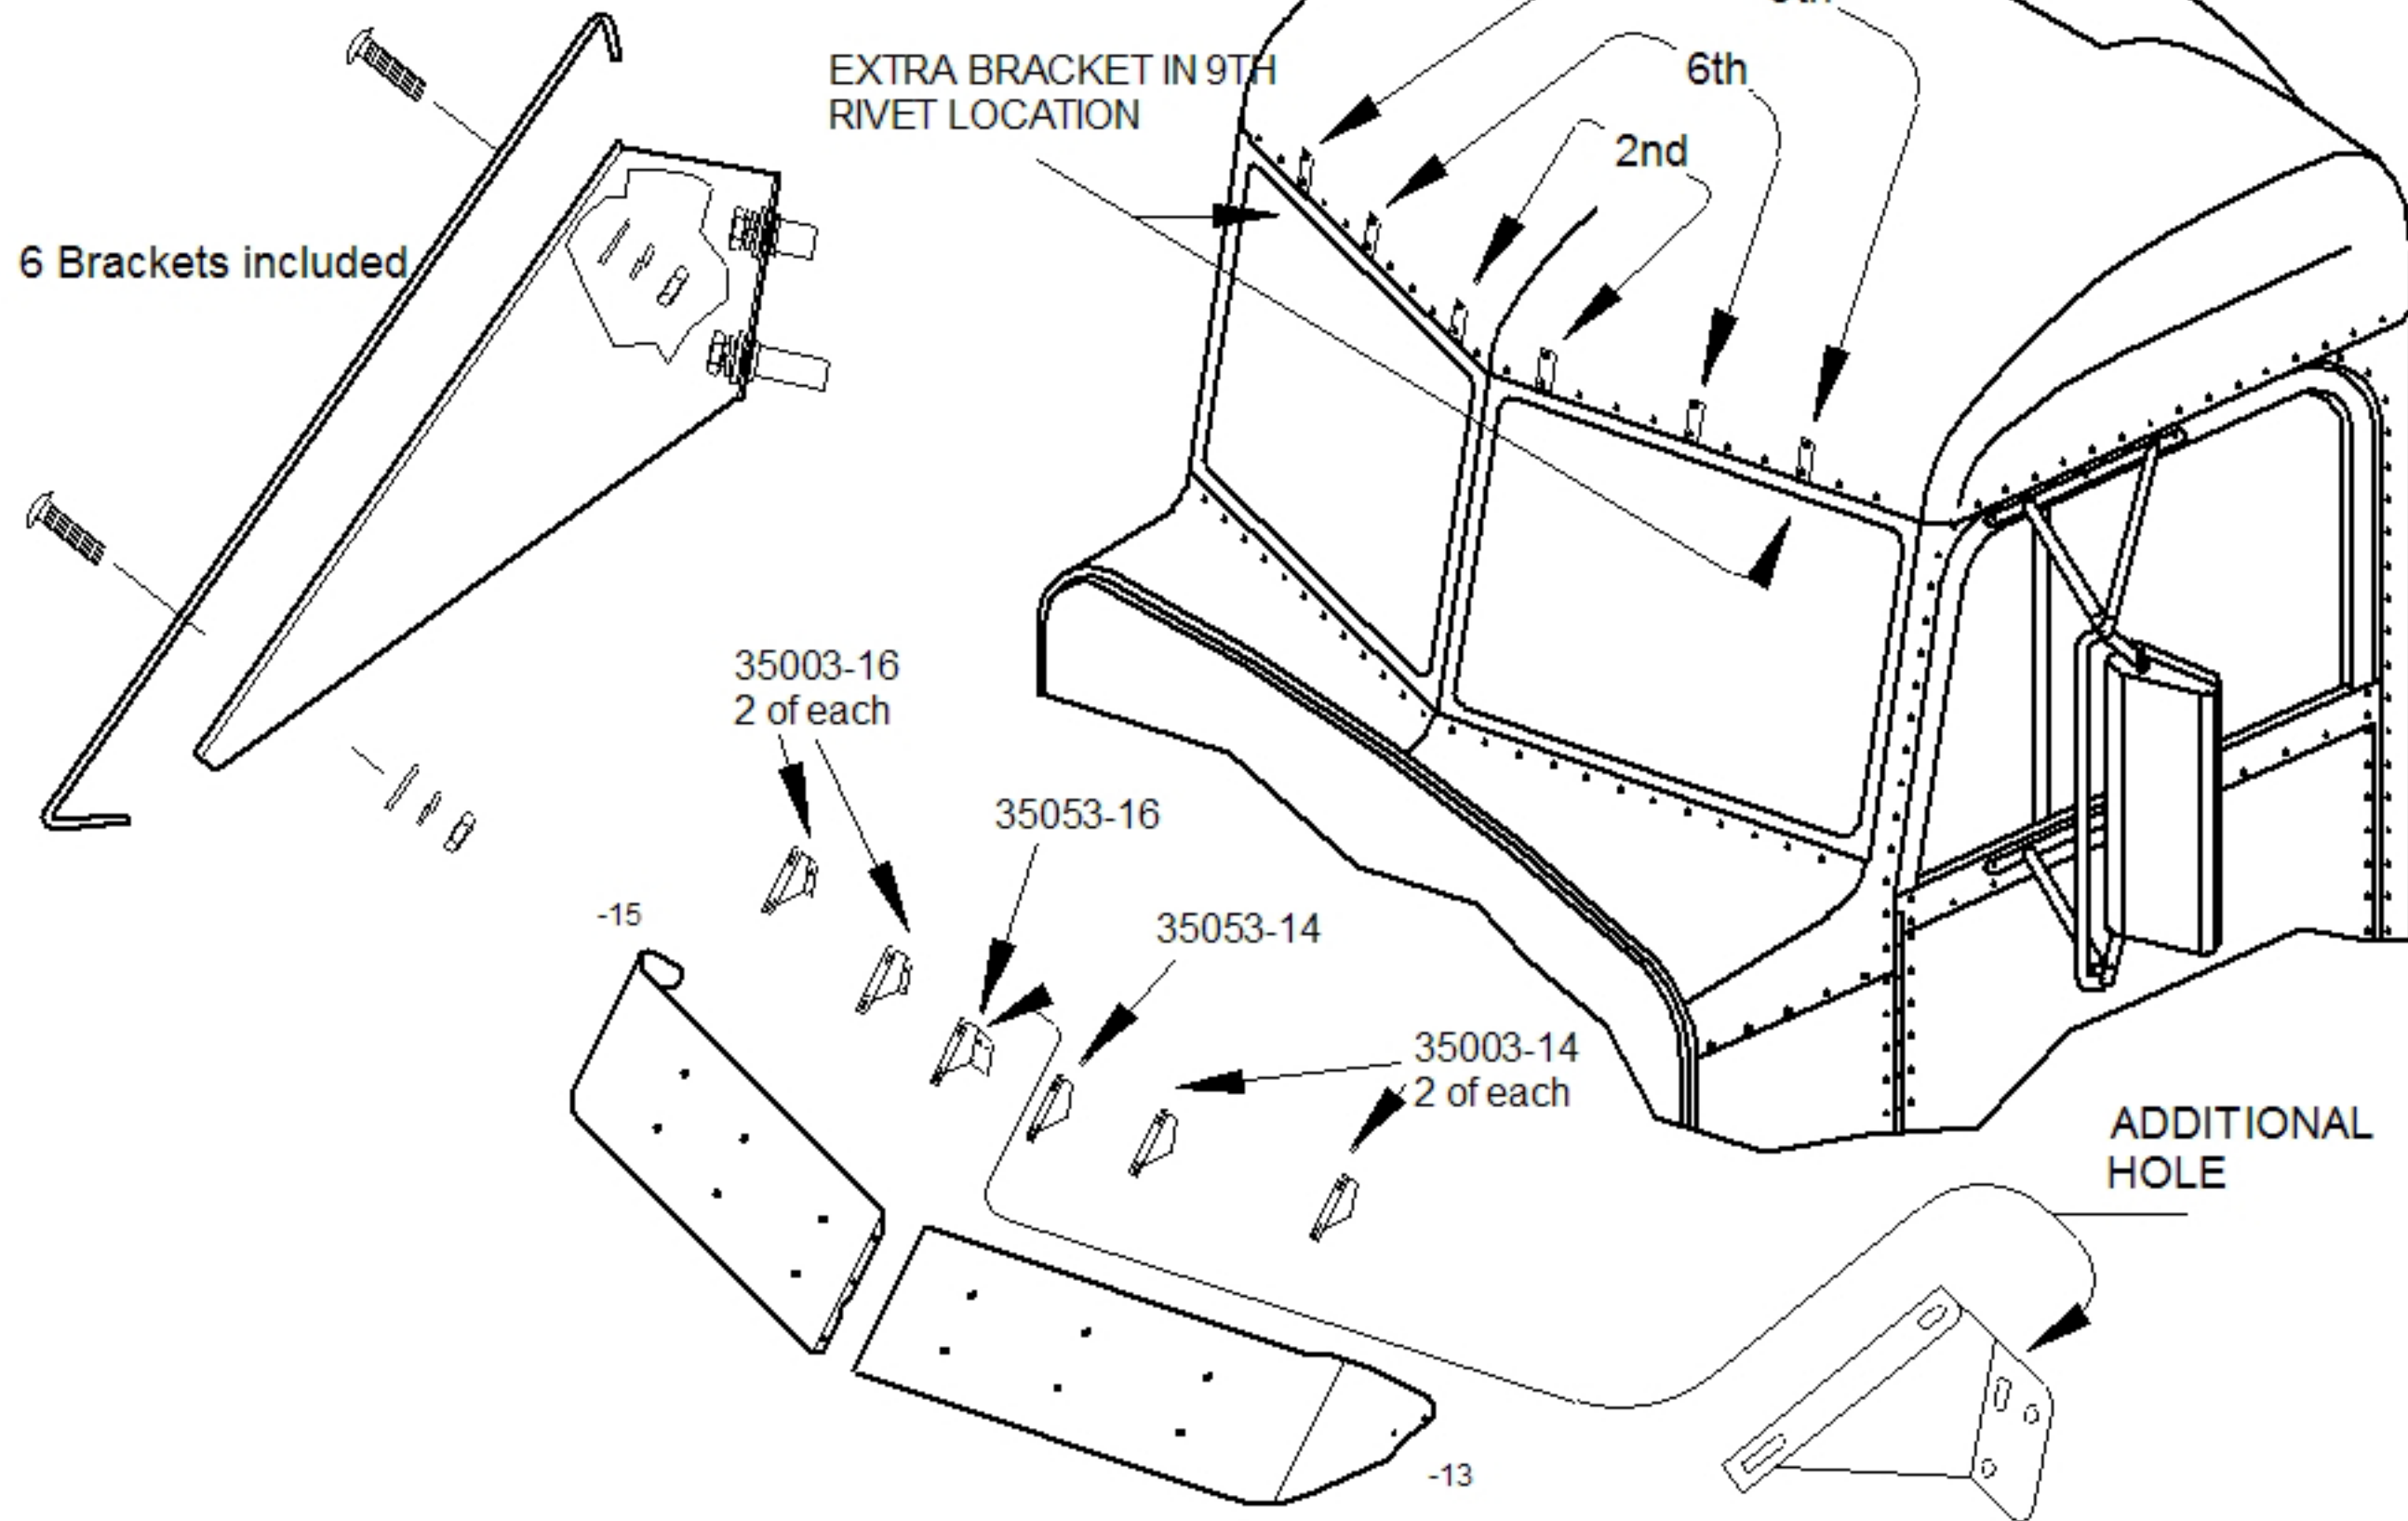 EXTRA BRACKET IN 9TH
RIVET LOCATION
6th
2nd
6 Brackets included
35003-16
2 of each
35053-16
-15
35053-14
35003-14
2 of each
ADDITIONAL
HOLE
-13